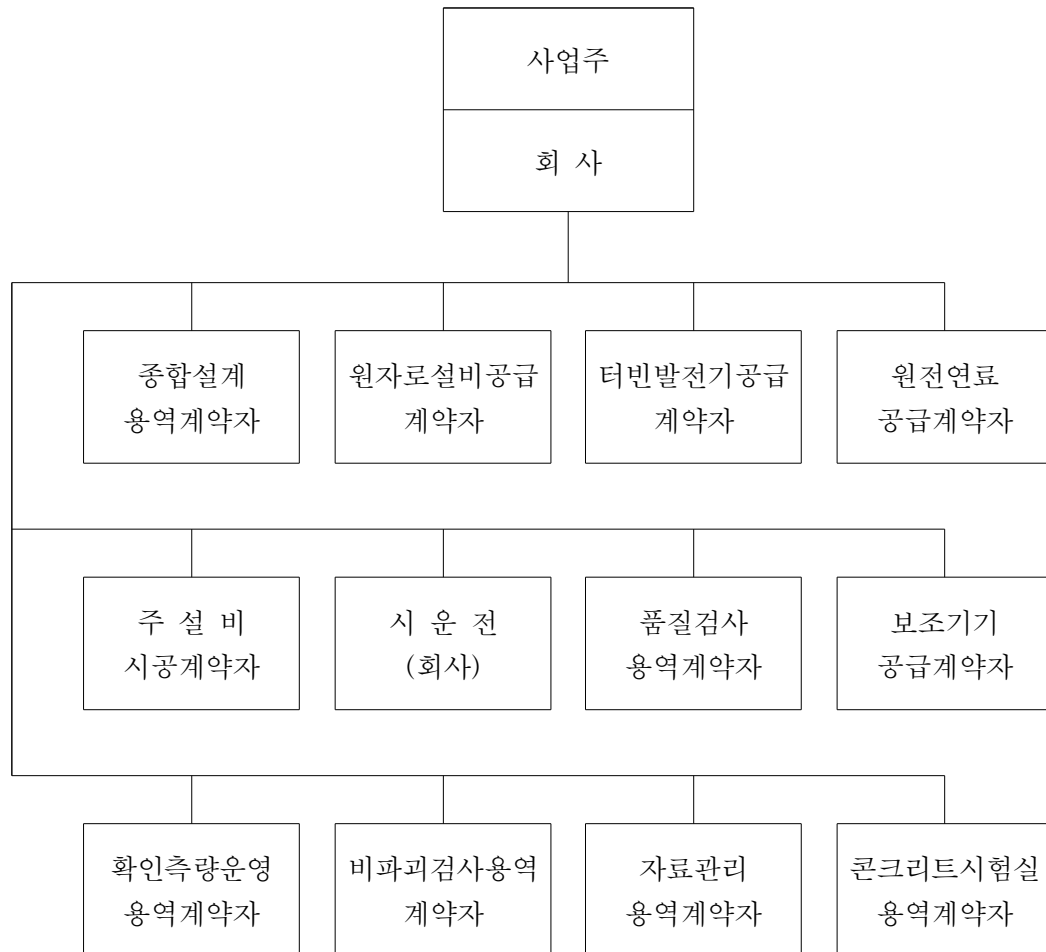 사업주
회 사
종합설계
용역계약자
원자로설비공급
계약자
터빈발전기공급
계약자
원전연료
공급계약자
주 설 비
시공계약자
시 운 전
(회사)
품질검사
용역계약자
보조기기
공급계약자
확인측량운영
용역계약자
비파괴검사용역
계약자
자료관리
용역계약자
콘크리트시험실
용역계약자